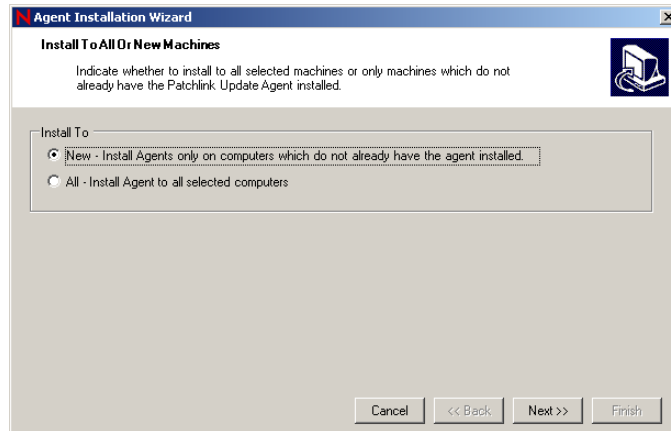 Agent Installation Wizard
Install To All Or New Machines
Indicate whether to install to all selected machines or only machines which do not
already have the Patchlink Update Agent installed.
Install To
New - Install Agents only on computers which do not already have the agent installed.
All - Install Agent to all selected computers
Cancel << Back Next >> Finish